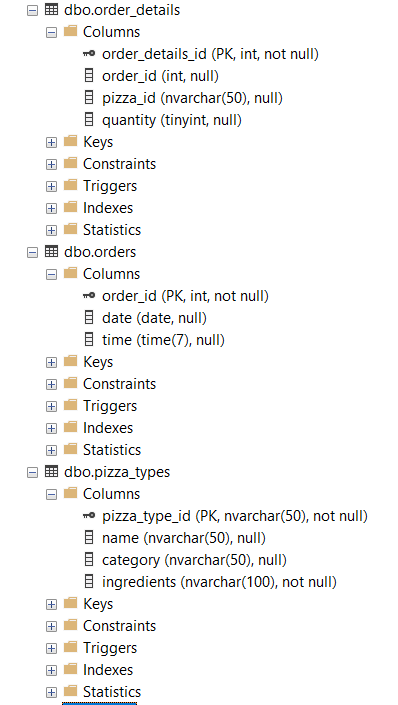 dbo.order_details
Columns
order_details_id (PK, int, not null)
order_id (int, null)
pizza_id (nvarchar(50), null)
quantity (tinyint, null)
Keys
Constraints
Triggers
Indexes
Statistics
dbo.orders
Columns
order_id (PK, int, not null)
date (date, null)
time (time(7), null)
Keys
Constraints
Triggers
Indexes
Statistics
dbo.pizza_types
Columns
pizza_type_id (PK, nvarchar(50), not null)
name (nvarchar(50), null)
category (nvarchar(50), null)
ingredients (nvarchar(100), not null)
Keys
Constraints
Triggers
Indexes
Statistics